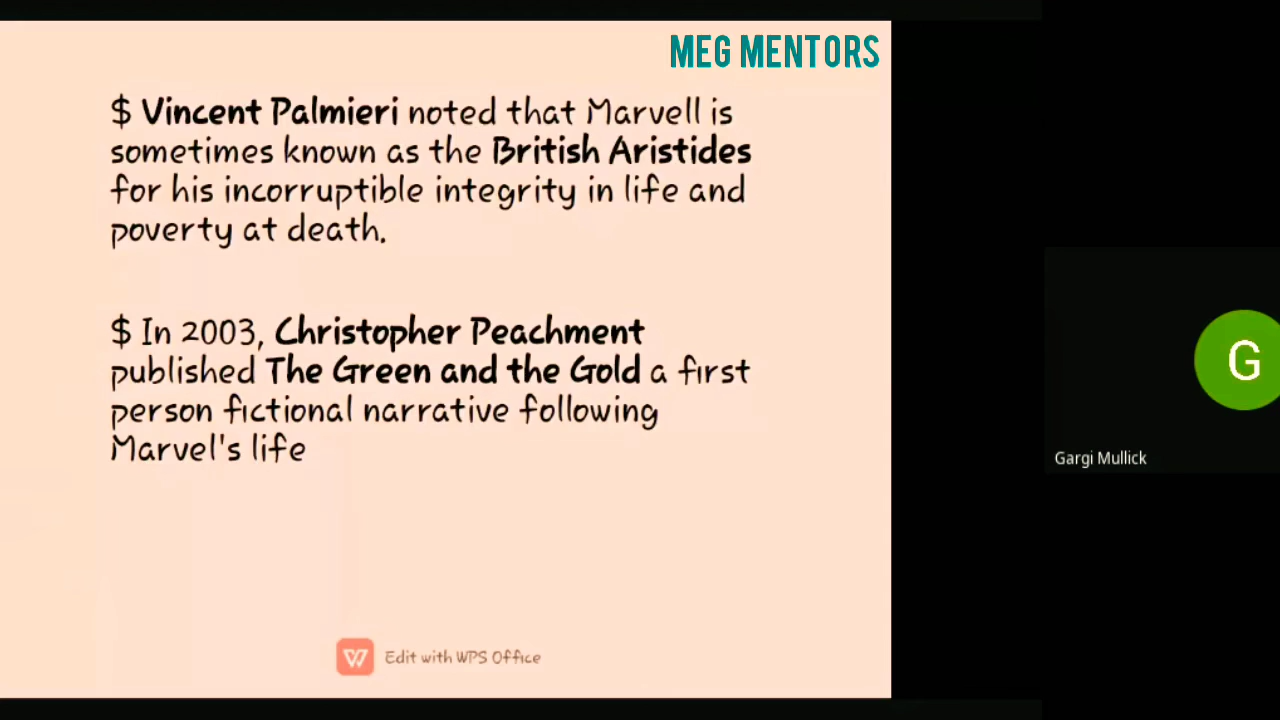 MEG MENTORS
$ Vincent Palmieri noted that Marvell is
sometimes known as the British Aristides
for his incorruptible integrity in life and
poverty at death.
$ In 2003, Christopher Peachment
published The Green and the Gold a first
person fictional narrative following
Marvel's life
G
Gargi Mullick
W
Edit with WPS Office